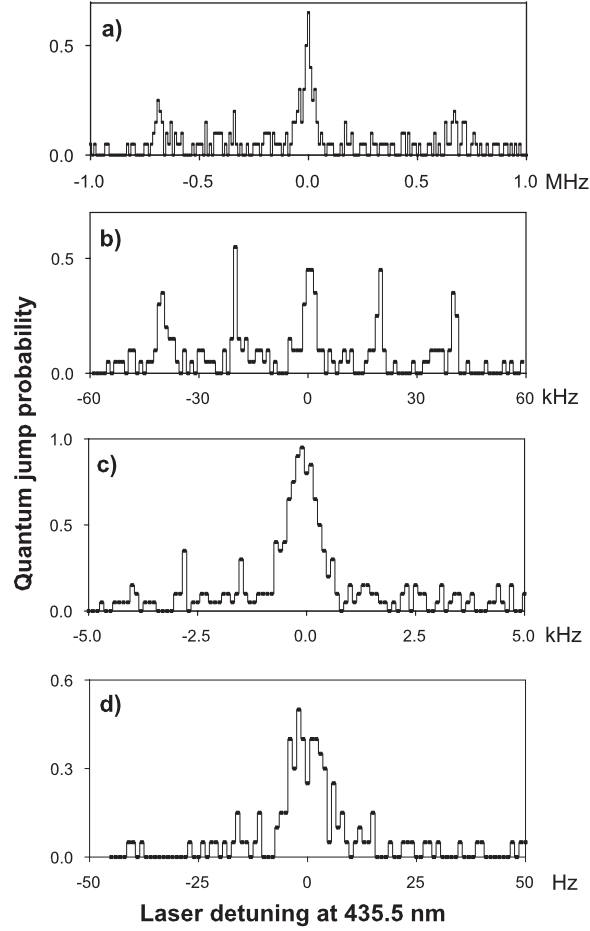 a)
0.5
0.0
-1.0 -0.5 0.0 0.5 1.0 MHz
b)
0.5
0.0
-60 -30 0 30 60 kHz
Quantum jump probability
1.0
c)
0.5
0.0
-5.0 -2.5 0.0 2.5 5.0 kHz
0.6
d)
0.3
0.0
-50 -25 0 25 50 Hz
Laser detuning at 435.5 nm